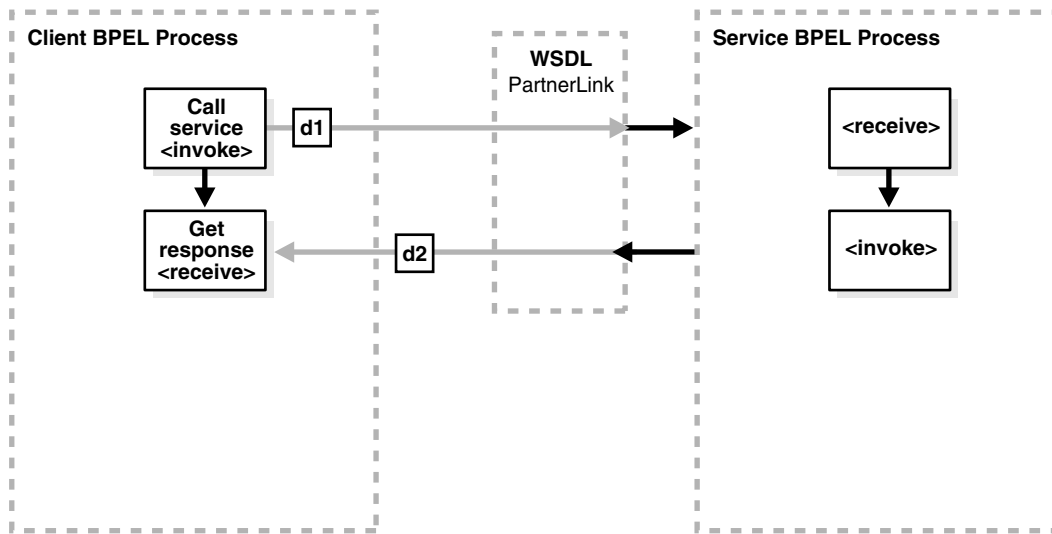 Client BPEL Process
WSDL
PartnerLink
Service BPEL Process
Call
service
<invoke>
d1
<receive>
Get
response
<receive>
d2
<invoke>